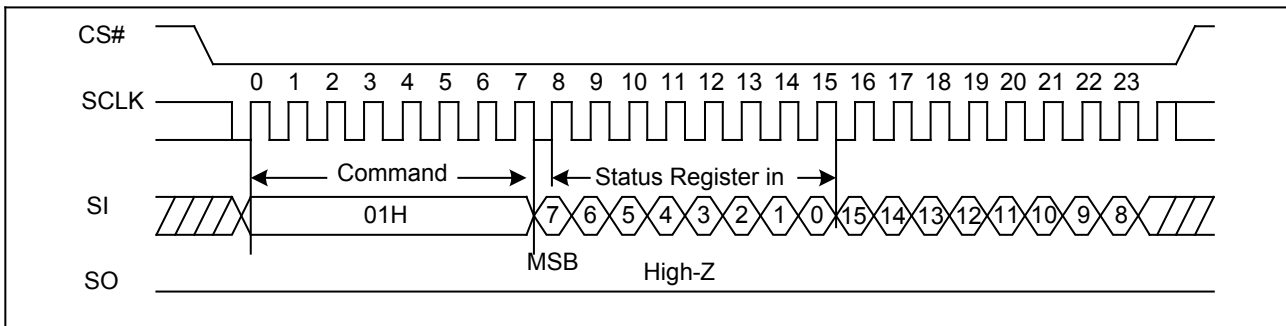 CS#
0 1 2 3 4 5 6 7 8 9 10 11 12 13 14 15 16 17 18 19 20 21 22 23
SCLK
Command Status Register in
SI 01H 7 6 5 4 3 2 1 0 15 14 13 12 11 10 9 8
MSB
High-Z
SO